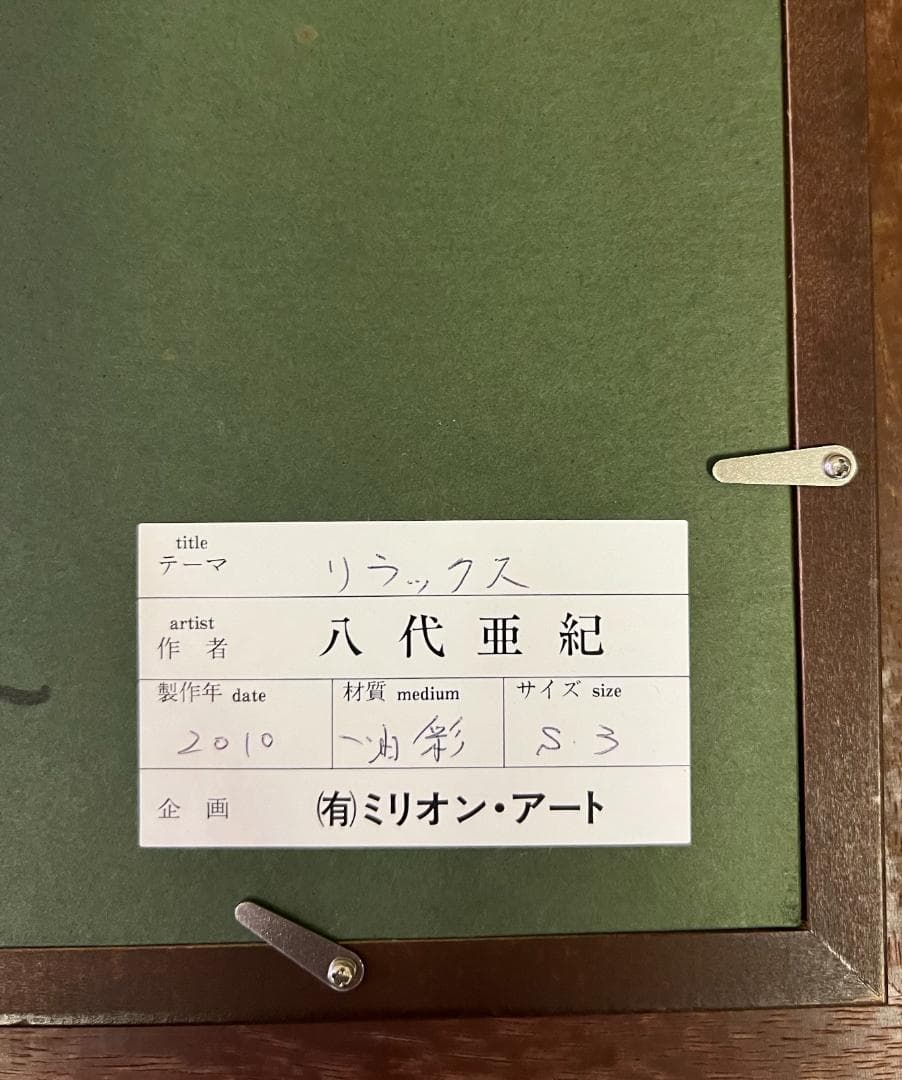 title
テーマ リラックス
artist
作者 八代亜紀
製作年 date 材質 medium サイズ size
2010 油彩 S.3
企画 ㈲ミリオン・アート